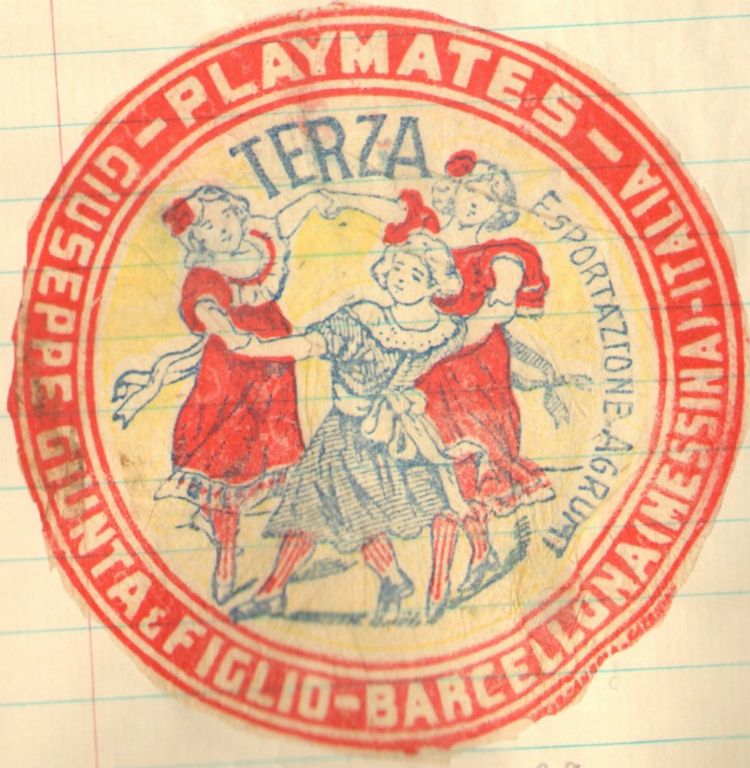 PLAYMATES
TERZA
ESPORTAZIONE AGRUMI
GIUSEPPE GIUNTA & FIGLIO - BARCELLONA (MESSINA) - ITALIA